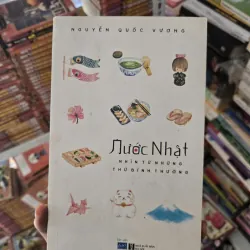 NGUYỄN QUỐC VƯƠNG
Nước Nhật
NHÌN TỪ NHỮNG
THỨ BÌNH THƯỜNG